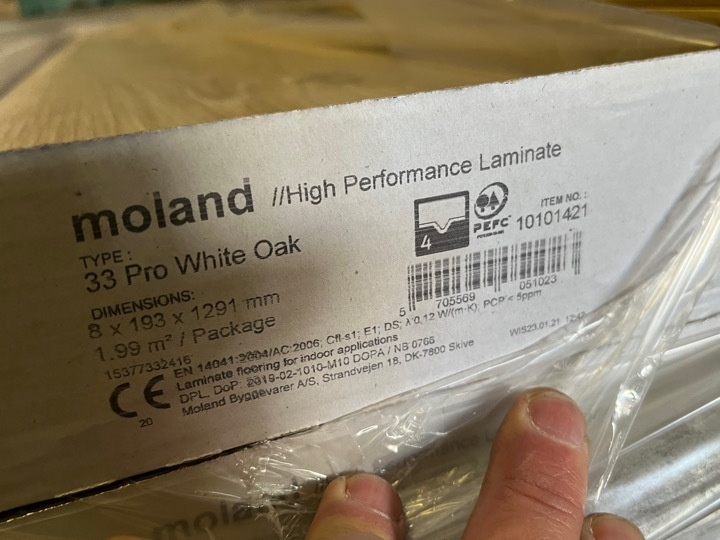 moland //High Performance Laminate
TYPE :
33 Pro White Oak
DIMENSIONS:
8 x 193 x 1291 mm
1.99 m² / Package
15377332416
4
PEFC
ITEM NO. :
10101421
5 705569 051023
EN 14041:2004/AC:2006; Cfl-s1; E1; DS; λ 0,12 W/(m·K); PCP < 5ppm
Laminate flooring for indoor applications
DPL, DoP: 2019-02-1010-M10 DOPA / NB 0766
Moland Byggevarer A/S, Strandvejen 18, DK-7800 Skive
CE
20
WIS23.01.21
High Performance